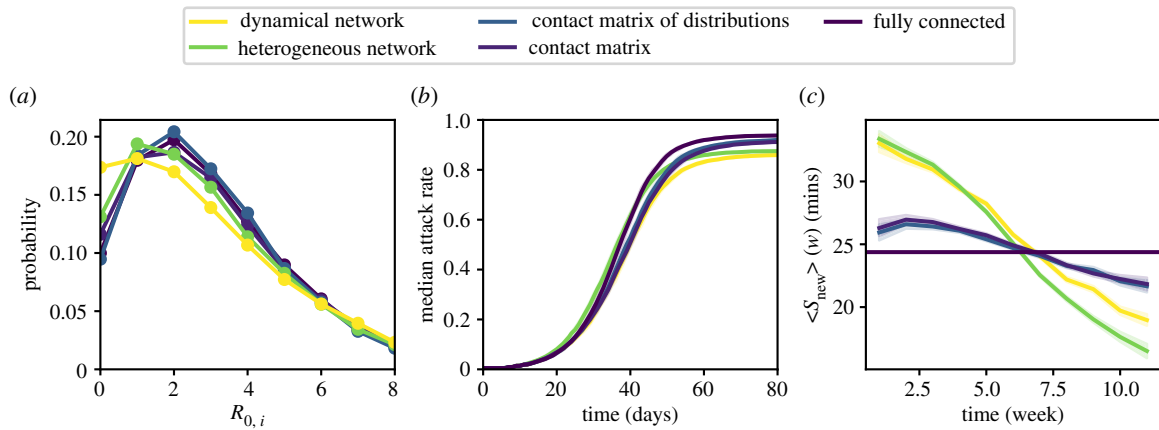 dynamical network
heterogeneous network
contact matrix of distributions
contact matrix
fully connected
(a)
0.20
0.15
0.10
0.05
0
probability
0 2 4 6 8
R0, i
(b)
1.0
0.8
0.6
0.4
0.2
0
median attack rate
0 20 40 60 80
time (days)
(c)
30
25
20
<Snew> (w) (mins)
2.5 5.0 7.5 10.0
time (week)